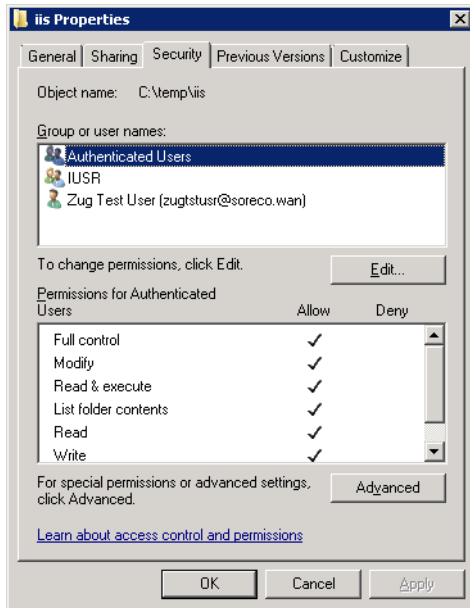 iis Properties
General Sharing Security Previous Versions Customize
Object name: C:\temp\iis
Group or user names:
Authenticated Users
IUSR
Zug Test User (zugtstusr@soreco.wan)
To change permissions, click Edit.
Edit...
Permissions for Authenticated
Users Allow Deny
Full control
Modify
Read & execute
List folder contents
Read
Write
For special permissions or advanced settings,
click Advanced.
Advanced
Learn about access control and permissions
OK Cancel Apply